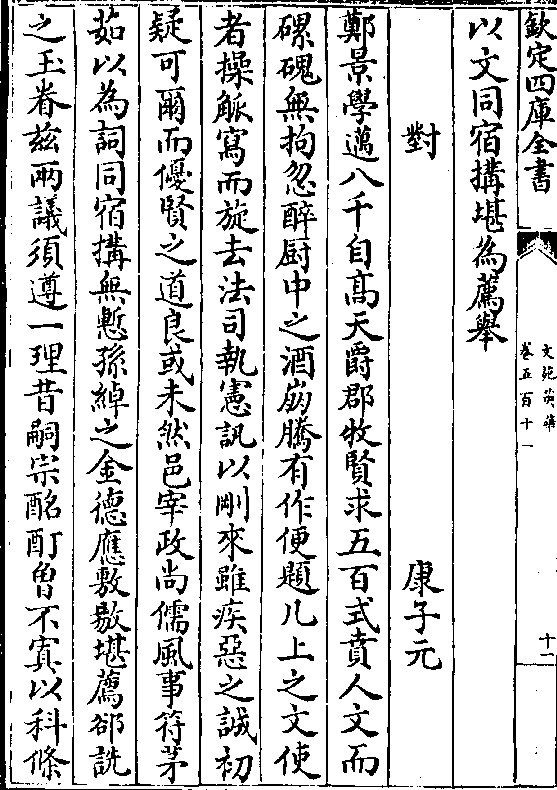 欽定四庫全書
文苑英華
卷五百十一
十一
以文同宿搆堪為薦舉
對
康子元
鄭景學邁八千自高天爵郡牧賢求五百式賁人文而
磥磈無拘忽醉厨中之酒崩騰有作便題几上之文使
者操觚寫而旋去法司執憲訊以剛來雖疾惡之誠初
疑可爾而優賢之道良或未然邑宰政尚儒風事符茅
茹以為詞同宿搆無慙孫綽之金德應敷敭堪薦郤詵
之玉眷兹兩議須遵一理昔嗣宗酩酊曾不寘以科條